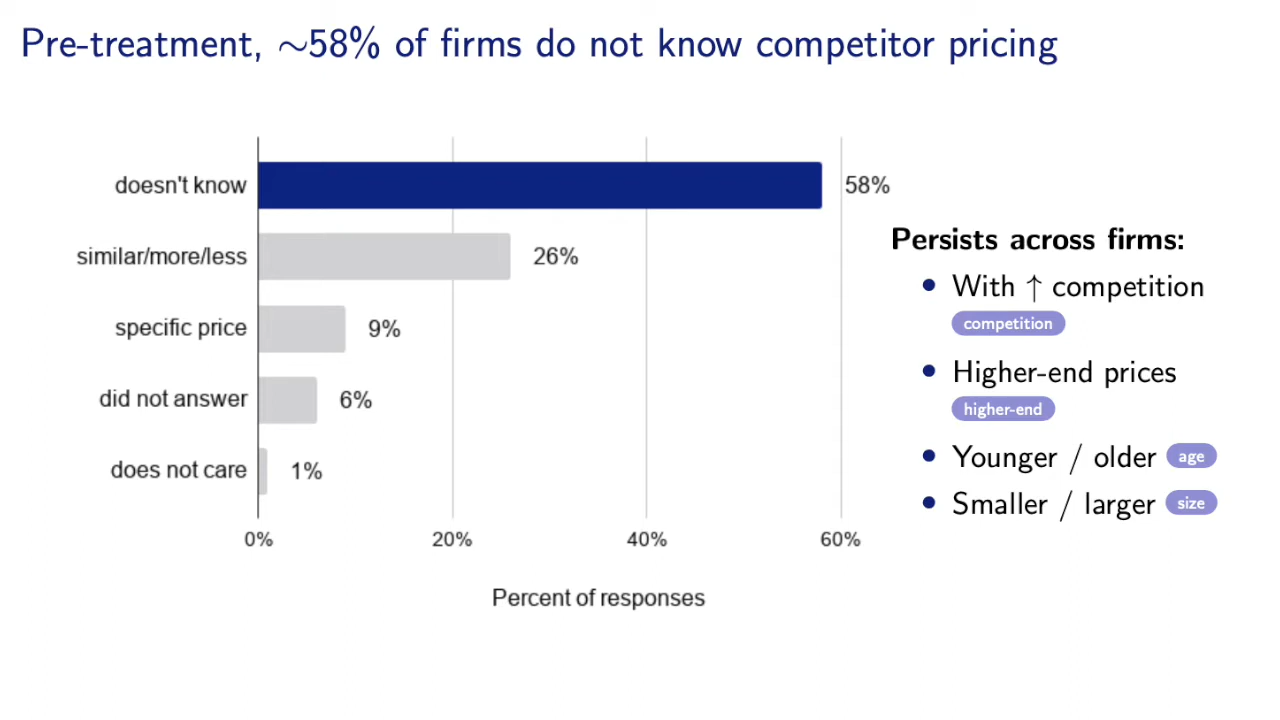 Pre-treatment, ~58% of firms do not know competitor pricing
doesn't know
58%
similar/more/less
26%
specific price
9%
did not answer
6%
does not care
1%
0%
20%
40%
60%
Percent of responses
Persists across firms:
• With ↑ competition
competition
• Higher-end prices
higher-end
• Younger / older age
• Smaller / larger size